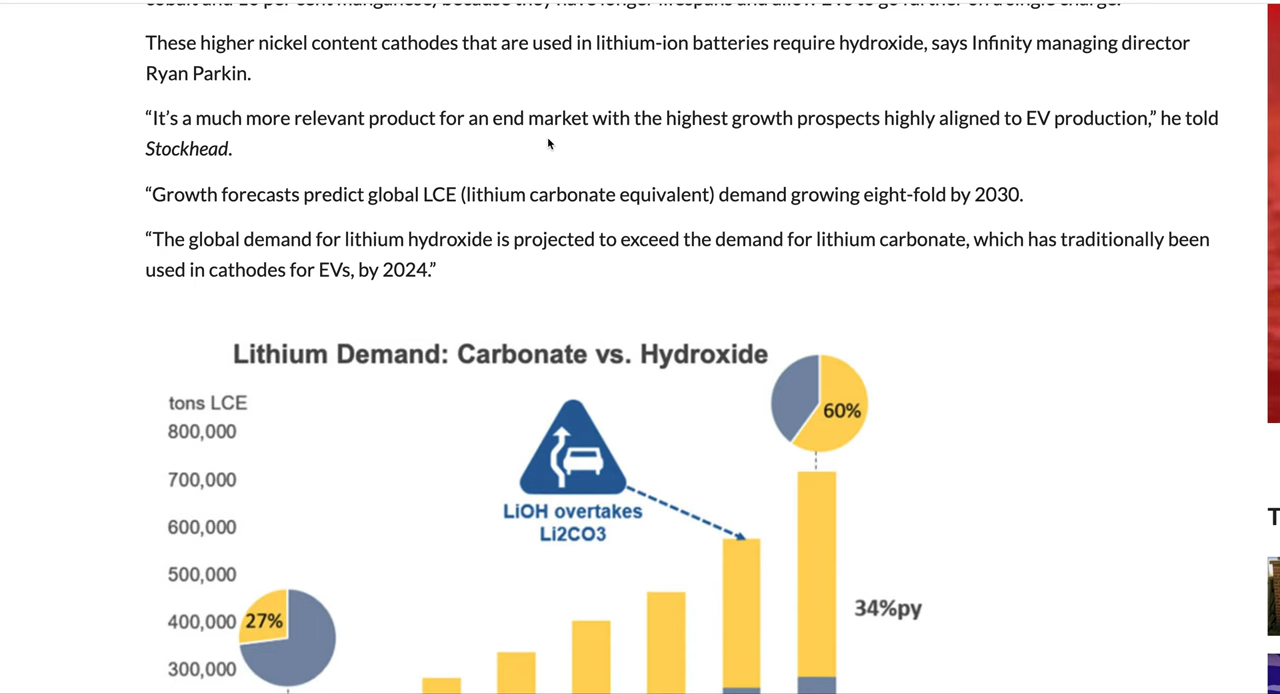 These higher nickel content cathodes that are used in lithium-ion batteries require hydroxide, says Infinity managing director
Ryan Parkin.
“It’s a much more relevant product for an end market with the highest growth prospects highly aligned to EV production,” he told
Stockhead.
“Growth forecasts predict global LCE (lithium carbonate equivalent) demand growing eight-fold by 2030.
“The global demand for lithium hydroxide is projected to exceed the demand for lithium carbonate, which has traditionally been
used in cathodes for EVs, by 2024.”
Lithium Demand: Carbonate vs. Hydroxide
tons LCE
800,000
60%
700,000
LiOH overtakes
Li2CO3
600,000
500,000
400,000
27%
34%py
300,000